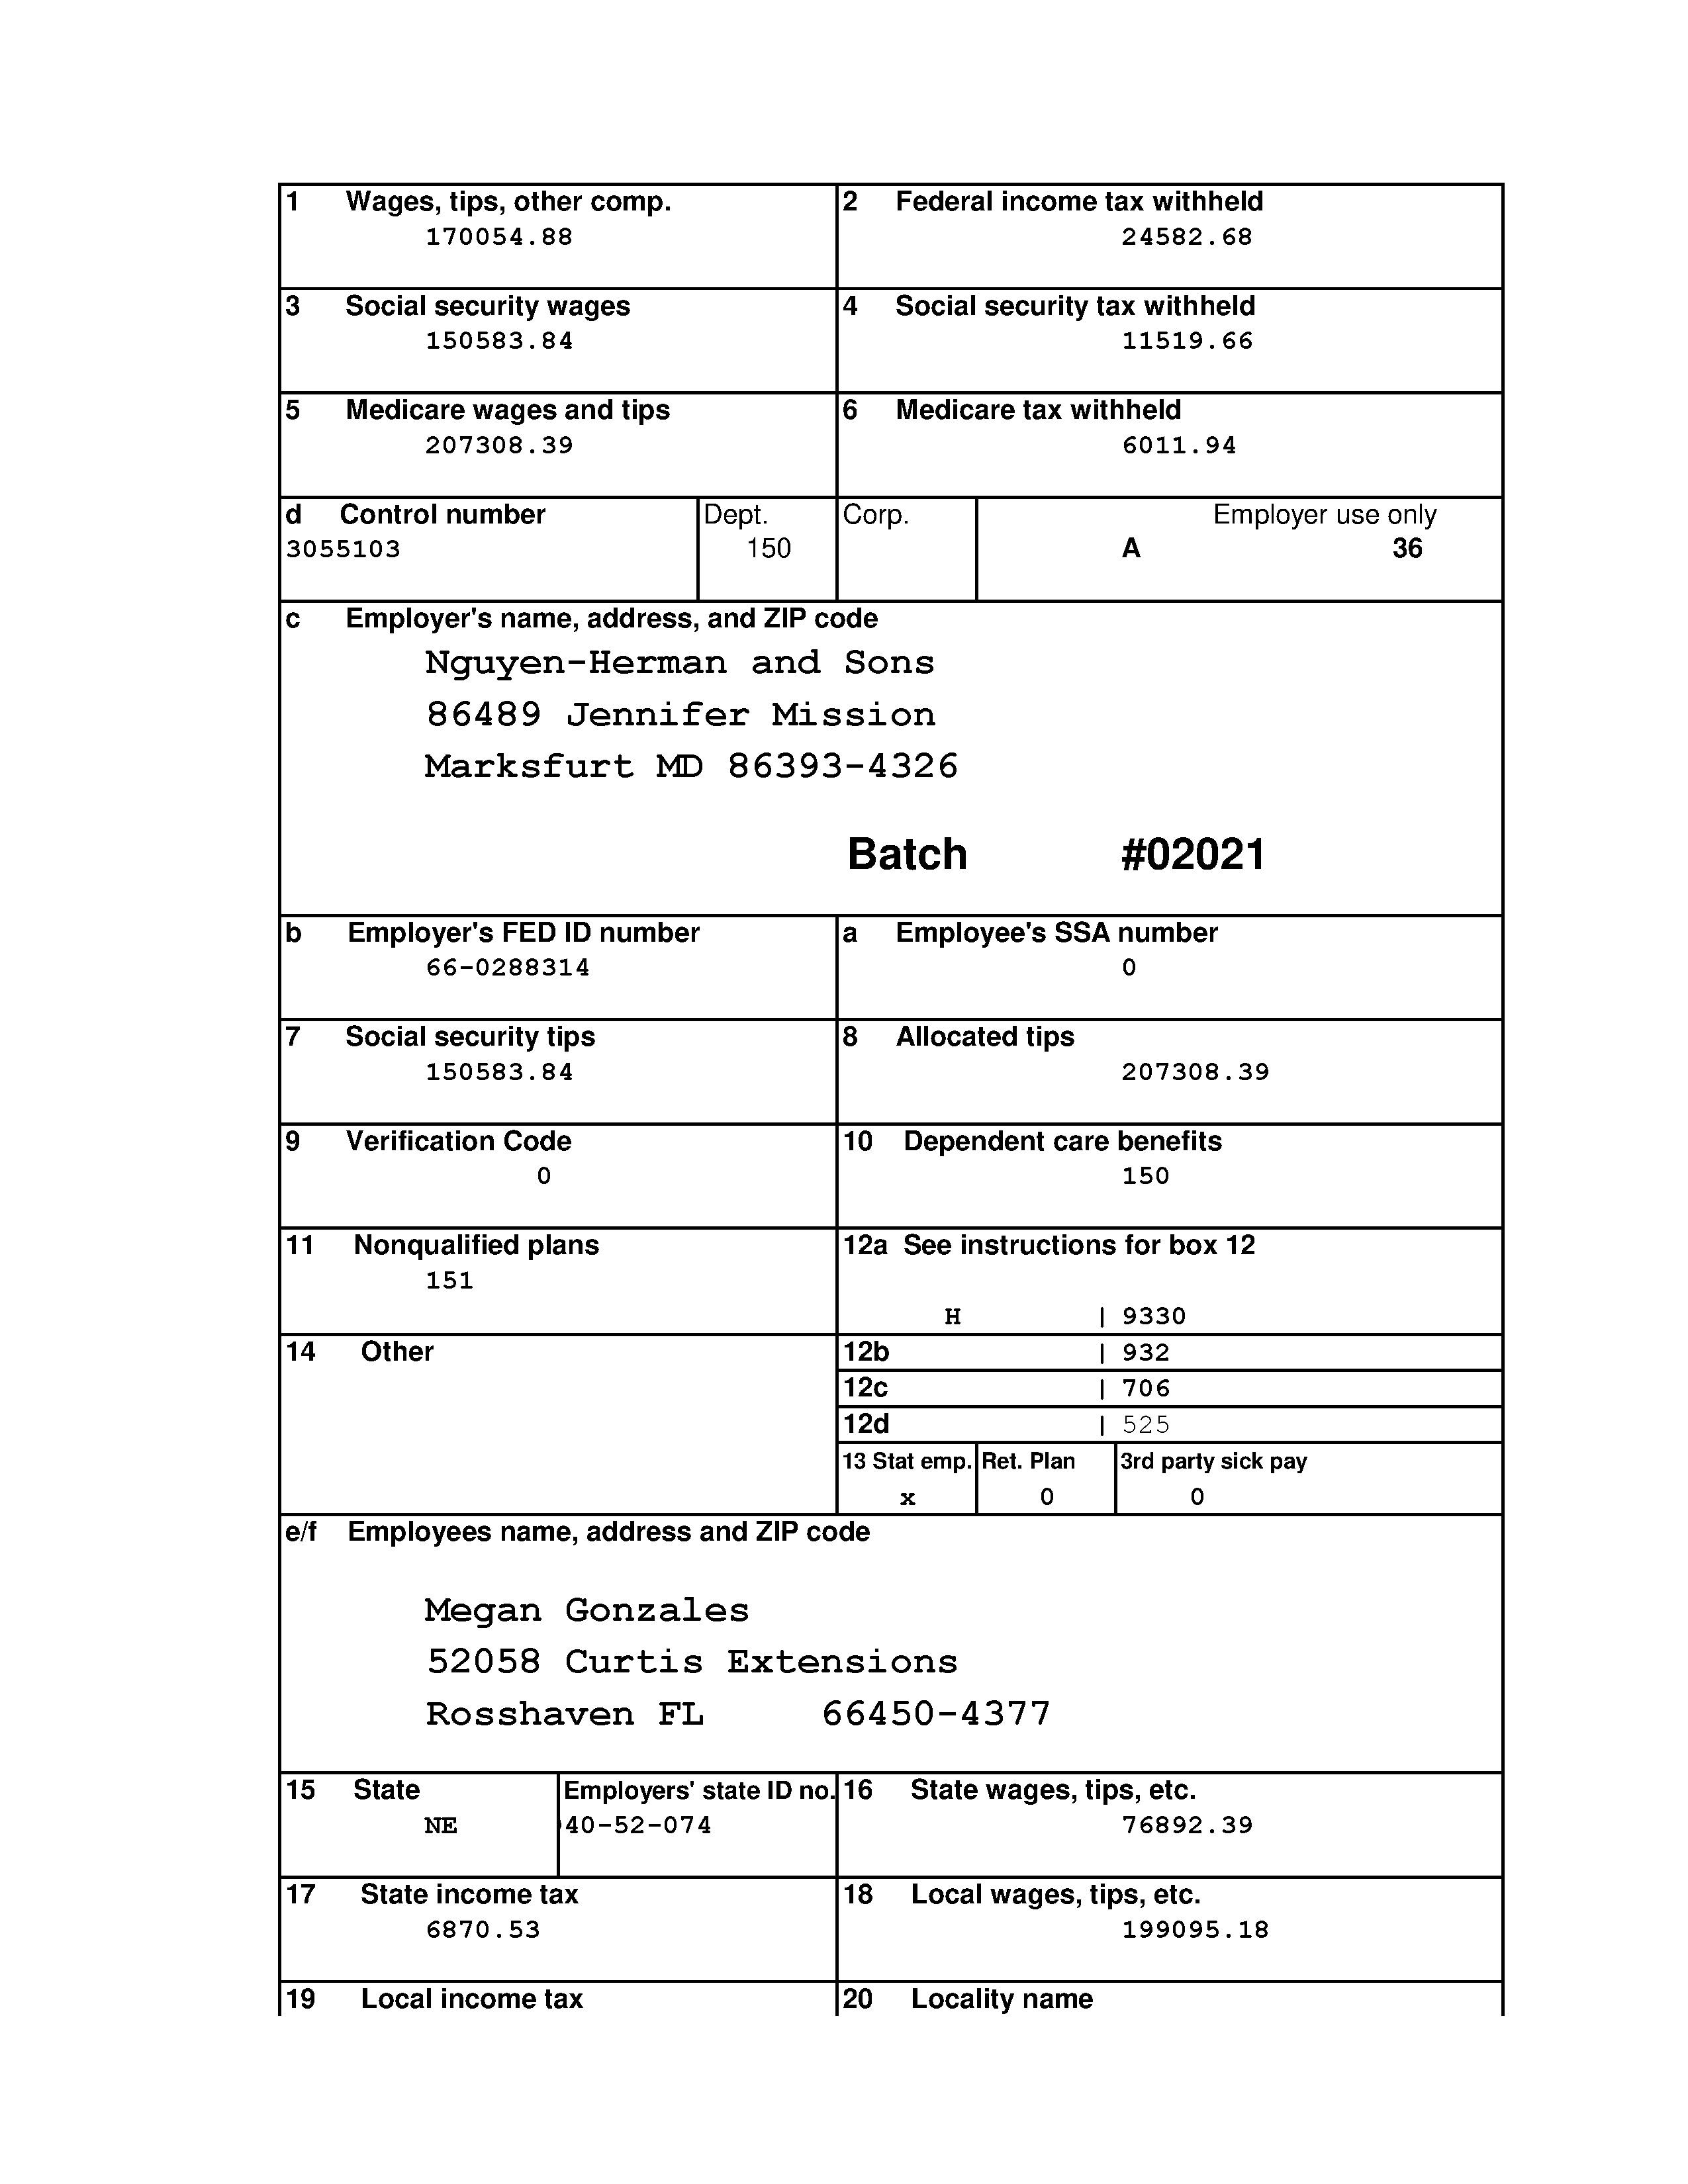 1 Wages, tips, other comp. 2 Federal income tax withheld
170054.88 24582.68
3 Social security wages 4 Social security tax withheld
150583.84 11519.66
5 Medicare wages and tips 6 Medicare tax withheld
207308.39 6011.94
d Control number Dept. Corp. Employer use only
3055103 150 A 36
c Employer's name, address, and ZIP code
Nguyen-Herman and Sons
86489 Jennifer Mission
Marksfurt MD 86393-4326
Batch #02021
b Employer's FED ID number a Employee's SSA number
66-0288314 0
7 Social security tips 8 Allocated tips
150583.84 207308.39
9 Verification Code 10 Dependent care benefits
0 150
11 Nonqualified plans 12a See instructions for box 12
151
H | 9330
14 Other 12b | 932
12c | 706
12d | 525
13 Stat emp. Ret. Plan 3rd party sick pay
x 0 0
e/f Employees name, address and ZIP code
Megan Gonzales
52058 Curtis Extensions
Rosshaven FL 66450-4377
15 State Employers' state ID no. 16 State wages, tips, etc.
NE 40-52-074 76892.39
17 State income tax 18 Local wages, tips, etc.
6870.53 199095.18
19 Local income tax 20 Locality name